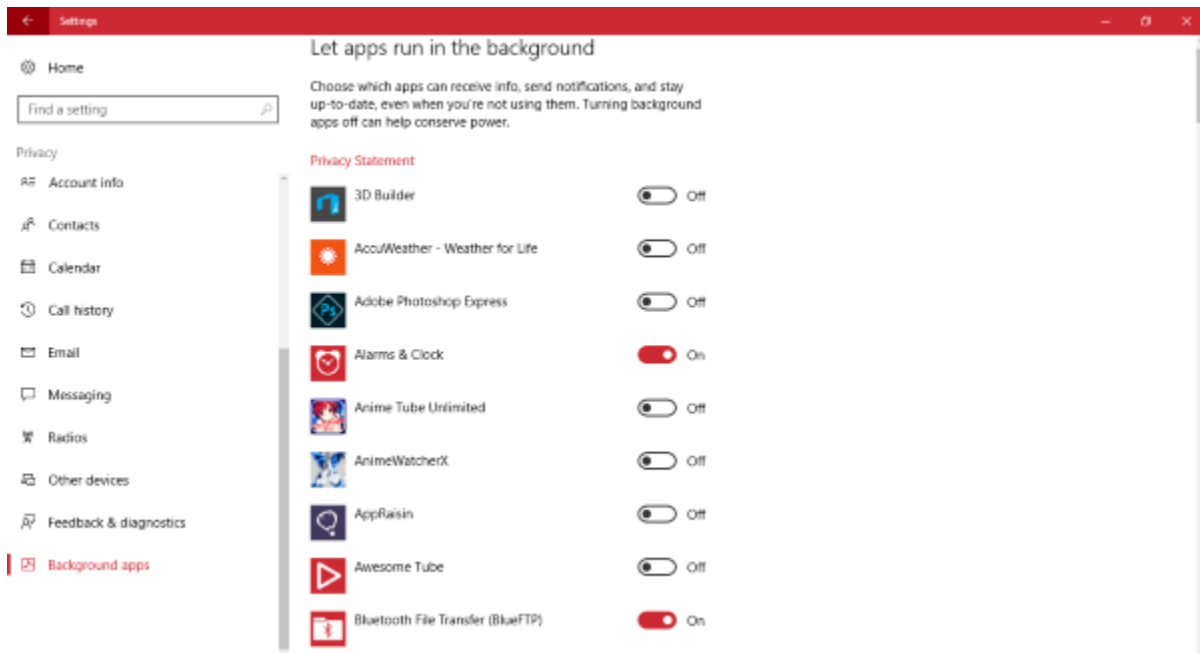 Settings
Home
Find a setting
Privacy
Account info
Contacts
Calendar
Call history
Email
Messaging
Radios
Other devices
Feedback & diagnostics
Background apps
Let apps run in the background
Choose which apps can receive info, send notifications, and stay
up-to-date, even when you're not using them. Turning background
apps off can help conserve power.
Privacy Statement
3D Builder Off
AccuWeather - Weather for Life Off
Ps Adobe Photoshop Express Off
Alarms & Clock On
Anime Tube Unlimited Off
AnimeWatcherX Off
AppRaisin Off
Awesome Tube Off
Bluetooth File Transfer (BlueFTP) On